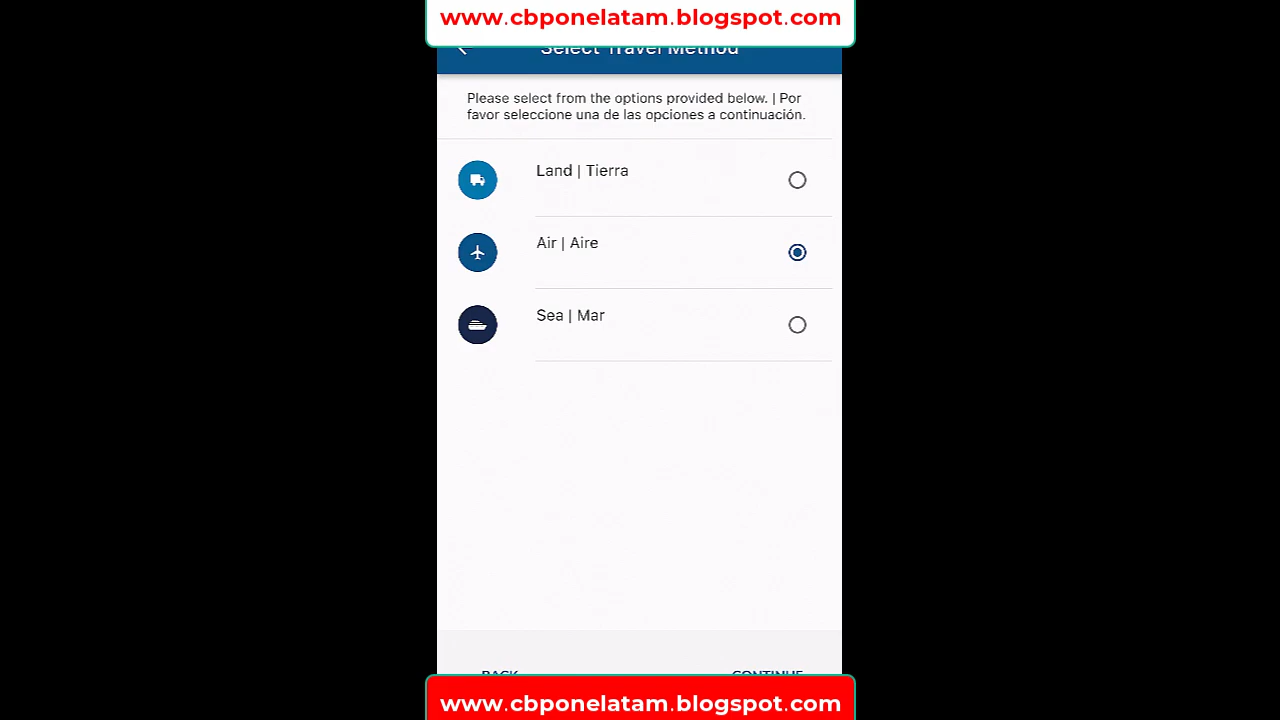 www.cbponelatam.blogspot.com
Select Travel Method
Please select from the options provided below. | Por
favor seleccione una de las opciones a continuación.
Land | Tierra
Air | Aire
Sea | Mar
BACK CONTINUE
www.cbponelatam.blogspot.com